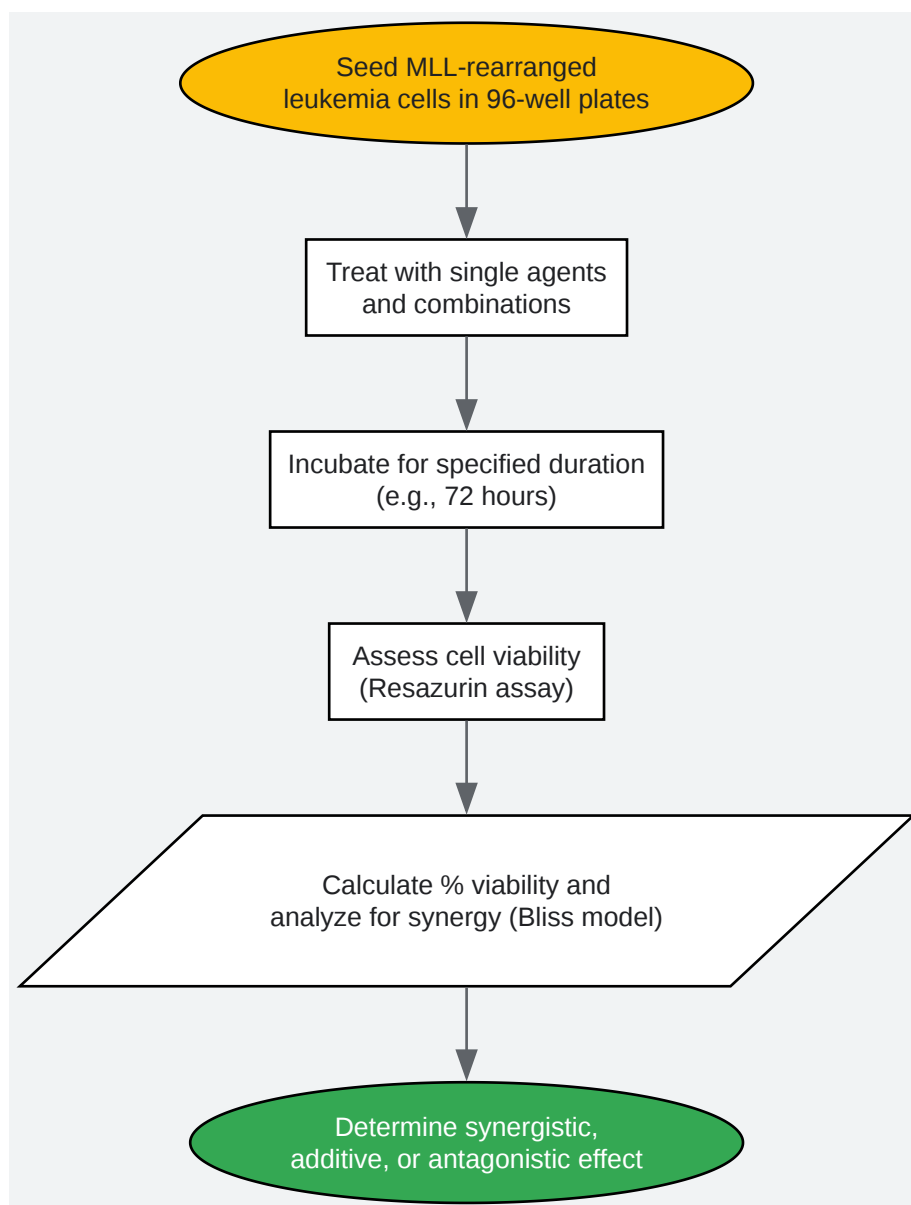 Seed MLL-rearranged
leukemia cells in 96-well plates
Treat with single agents
and combinations
Incubate for specified duration
(e.g., 72 hours)
Assess cell viability
(Resazurin assay)
Calculate % viability and
analyze for synergy (Bliss model)
Determine synergistic,
additive, or antagonistic effect